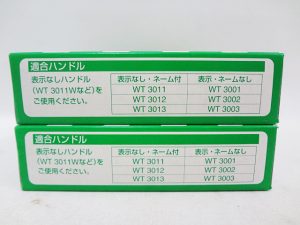 適合ハンドル
表示なしハンドル
(WT 3011Wなど)を
ご使用ください。
表示なし・ネーム付 表示なし・ネームなし
WT 3011 WT 3001
WT 3012 WT 3002
WT 3013 WT 3003
適合ハンドル
表示なしハンドル
(WT 3011Wなど)を
ご使用ください。
表示なし・ネーム付 表示なし・ネームなし
WT 3011 WT 3001
WT 3012 WT 3002
WT 3013 WT 3003